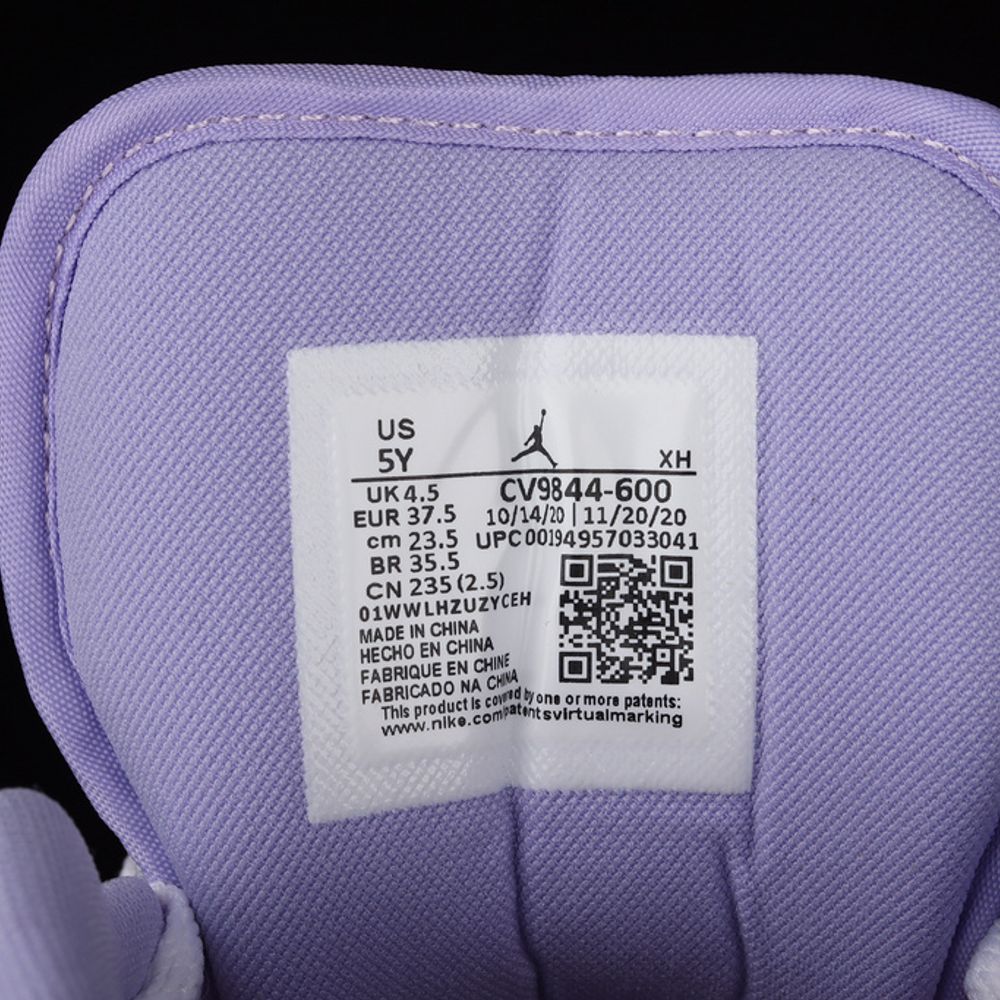 US
5Y
XH
UK 4.5
CV9844-600
EUR 37.5
10/14/20 | 11/20/20
cm 23.5
UPC 00194957033041
BR 35.5
CN 235 (2.5)
01WWLHZUZYCEH
MADE IN CHINA
HECHO EN CHINA
FABRIQUE EN CHINE
FABRICADO NA CHINA
This product is covered by one or more patents:
www.nike.com/patentsvirtualmarking